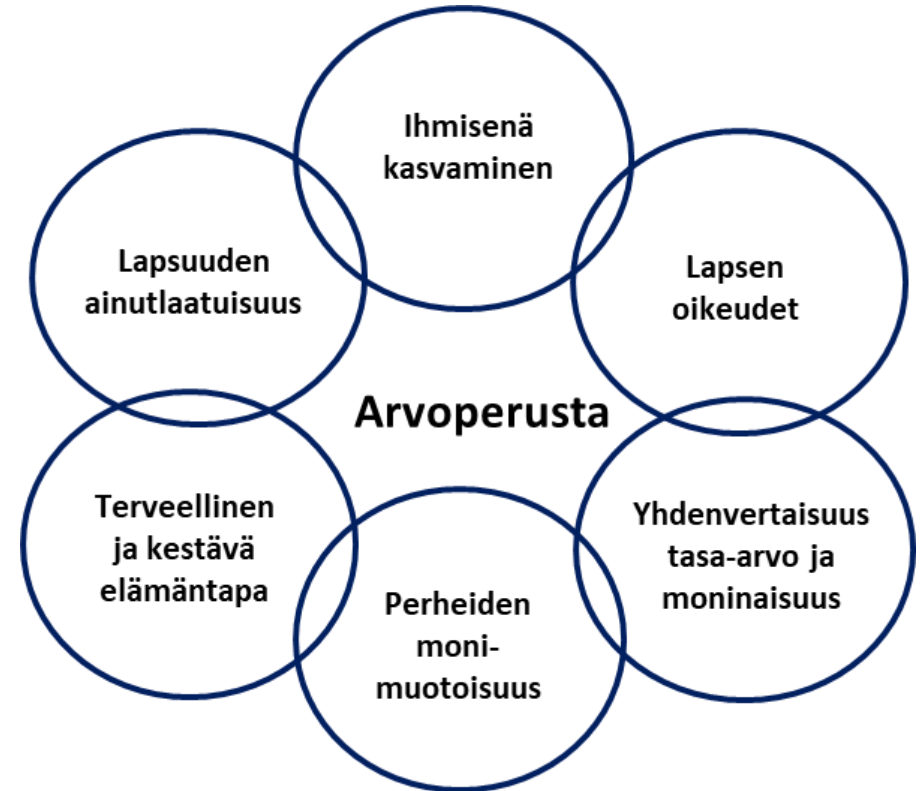 Ihmisenä
kasvaminen
Lapsuuden
ainutlaatuisuus
Lapsen
oikeudet
Arvoperusta
Terveellinen
ja kestävä
elämäntapa
Yhdenvertaisuus
tasa-arvo ja
moninaisuus
Perheiden
moni-
muotoisuus